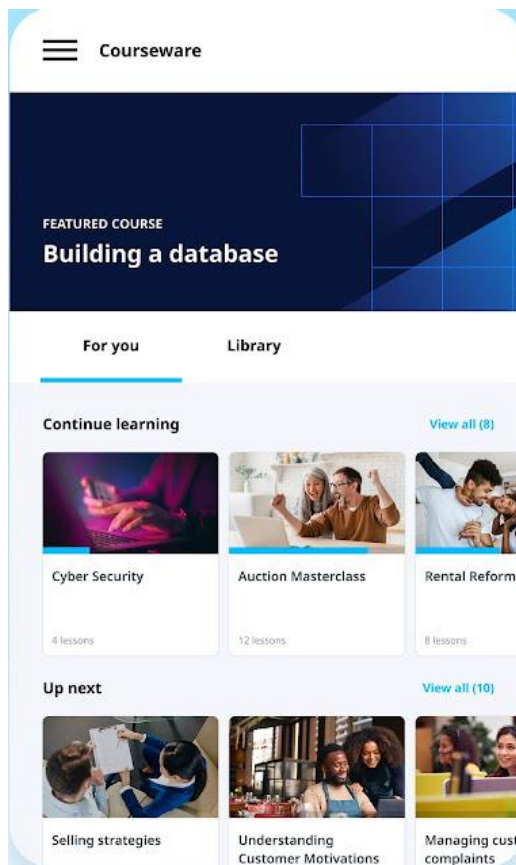 Courseware
FEATURED COURSE
Building a database
For you
Library
Continue learning
View all (8)
Cyber Security
Auction Masterclass
Rental Reform
4 lessons
12 lessons
8 lessons
Up next
View all (10)
Selling strategies
Understanding
Customer Motivations
Managing cust
complaints